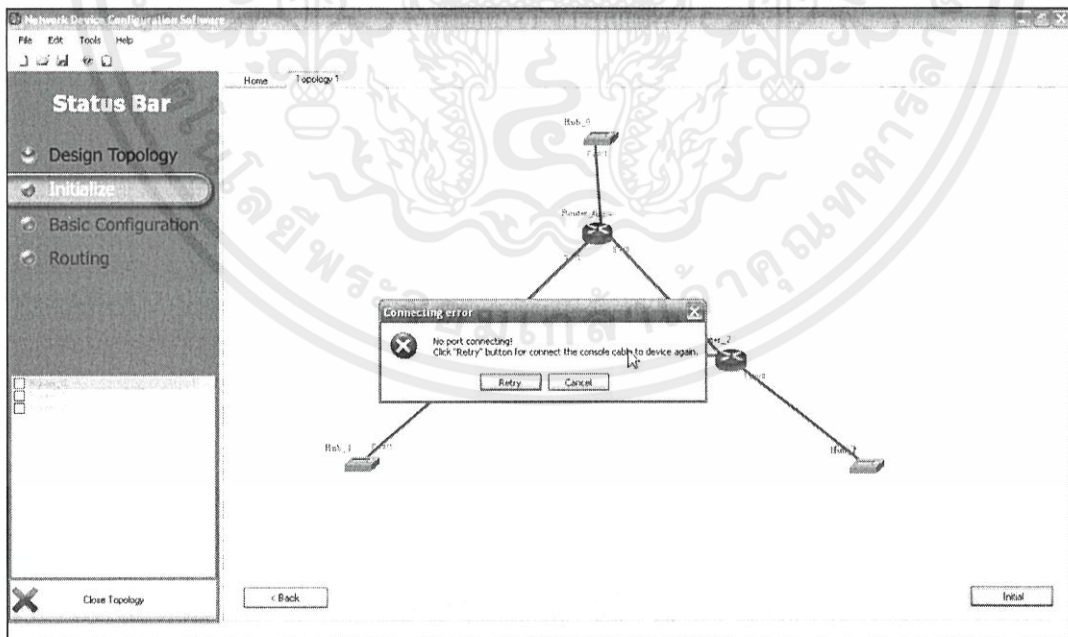 Network Device Configuration Software
File Edit Tools Help
Status Bar
Design Topology
Initialize
Basic Configuration
Routing
Close Topology
Home Topology 1
Hub_0
Connecting error
No port connecting!
Click "Retry" button for connect the console cable to device again.
Retry Cancel
Hub_1
< Back
Initial